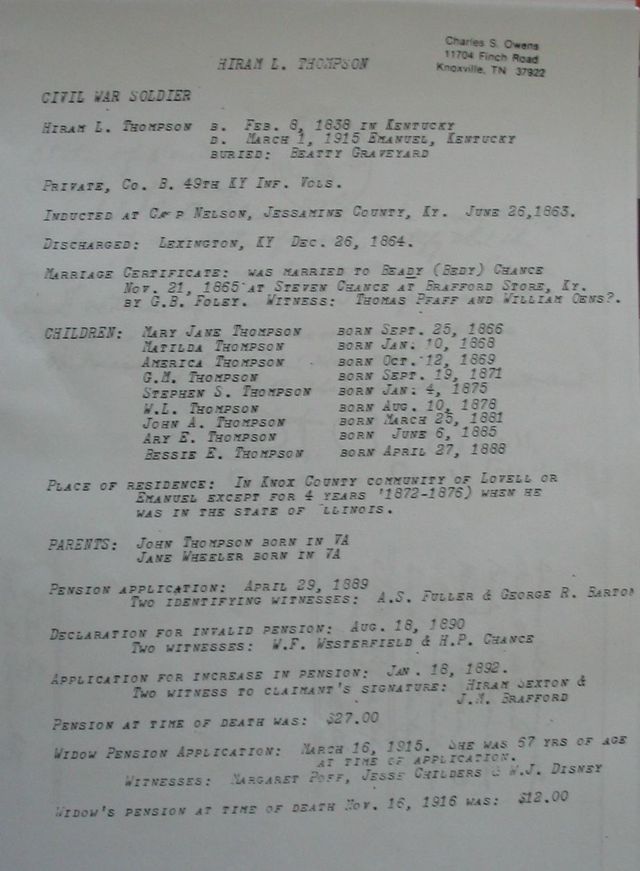 Charles S. Owens
11704 Finch Road
Knoxville, TN 37922
HIRAM L. THOMPSON
CIVIL WAR SOLDIER
HIRAM L. THOMPSON B. FEB. 8, 1838 IN KENTUCKY
D. MARCH 1, 1915 EMANUEL, KENTUCKY
BURIED: BEATTY GRAVEYARD
PRIVATE, CO. B. 49TH KY INF. VOLS.
INDUCTED AT CAMP NELSON, JESSAMINE COUNTY, KY. JUNE 26,1863.
DISCHARGED: LEXINGTON, KY DEC. 26, 1864.
MARRIAGE CERTIFICATE: WAS MARRIED TO BEADY (BEDY) CHANCE
NOV. 21, 1865 AT STEVEN CHANCE AT BRAFFORD STORE, KY.
BY G.B. FOLEY. WITNESS: THOMAS PFAFF AND WILLIAM OENS?.
CHILDREN: MARY JANE THOMPSON BORN SEPT. 25, 1866
MATILDA THOMPSON BORN JAN. 10, 1868
AMERICA THOMPSON BORN OCT. 12, 1869
G.M. THOMPSON BORN SEPT. 19, 1871
STEPHEN S. THOMPSON BORN JAN. 4, 1875
W.L. THOMPSON BORN AUG. 10, 1878
JOHN A. THOMPSON BORN MARCH 25, 1881
ARY E. THOMPSON BORN JUNE 6, 1885
BESSIE E. THOMPSON BORN APRIL 27, 1888
PLACE OF RESIDENCE: IN KNOX COUNTY COMMUNITY OF LOVELL OR
EMANUEL EXCEPT FOR 4 YEARS '1872-1876) WHEN HE
WAS IN THE STATE OF LLINOIS.
PARENTS: JOHN THOMPSON BORN IN VA
JANE WHEELER BORN IN VA
PENSION APPLICATION: APRIL 29, 1889
TWO IDENTIFYING WITNESSES: A.S. FULLER & GEORGE R. BARTON
DECLARATION FOR INVALID PENSION: AUG. 18, 1890
TWO WITNESSES: W.F. WESTERFIELD & H.P. CHANCE
APPLICATION FOR INCREASE IN PENSION: JAN. 18, 1892.
TWO WITNESS TO CLAIMANT'S SIGNATURE: HIRAM SEXTON &
J.M. BRAFFORD
PENSION AT TIME OF DEATH WAS: $27.00
WIDOW PENSION APPLICATION: MARCH 16, 1915. SHE WAS 67 YRS OF AGE
AT TIME OF APPLICATION.
WITNESSES: MARGARET POFF, JESSE CHILDERS & W.J. DISNEY
WIDOW'S PENSION AT TIME OF DEATH NOV. 16, 1916 WAS: $12.00